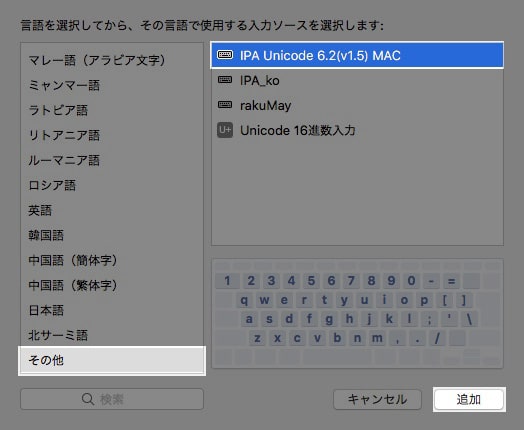 言語を選択してから、その言語で使用する入力ソースを選択します:
マレー語（アラビア文字）
ミャンマー語
ラトビア語
リトアニア語
ルーマニア語
ロシア語
英語
韓国語
中国語（簡体字）
中国語（繁体字）
日本語
北サーミ語
その他
IPA Unicode 6.2(v1.5) MAC
IPA_ko
rakuMay
U+ Unicode 16進数入力
1 2 3 4 5 6 7 8 9 0 - =
q w e r t y u i o p [ ]
a s d f g h j k l ; ' \
` z x c v b n m , . /
検索
キャンセル
追加